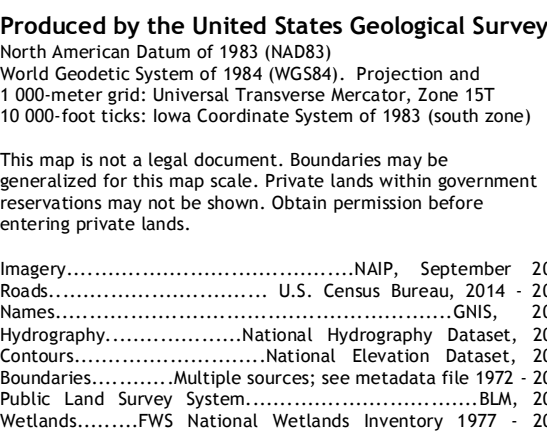 Produced by the United States Geological Survey
North American Datum of 1983 (NAD83)
World Geodetic System of 1984 (WGS84). Projection and
1 000-meter grid: Universal Transverse Mercator, Zone 15T
10 000-foot ticks: Iowa Coordinate System of 1983 (south zone)
This map is not a legal document. Boundaries may be
generalized for this map scale. Private lands within government
reservations may not be shown. Obtain permission before
entering private lands.
Imagery..........................................NAIP, September
Roads................................ U.S. Census Bureau, 2014 -
Names..........................................................GNIS,
Hydrography....................National Hydrography Dataset,
Contours............................National Elevation Dataset,
Boundaries............Multiple sources; see metadata file 1972 -
Public Land Survey System..................................BLM,
Wetlands.........FWS National Wetlands Inventory 1977 -